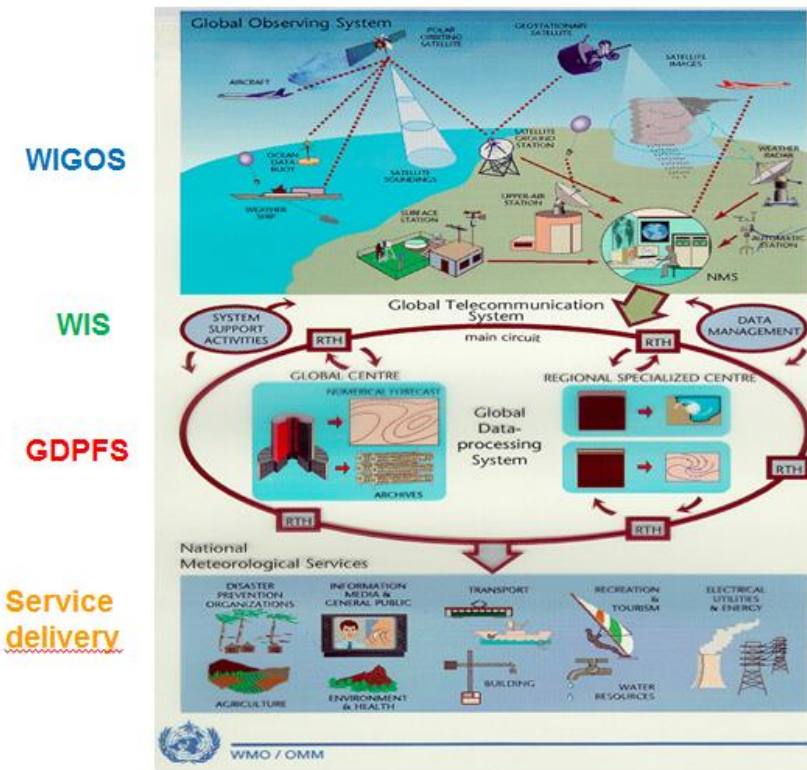 Global Observing System
POLAR
ORBITING
SATELLITE
GEOSTATIONARY
SATELLITE
SATELLITE
IMAGES
AIRCRAFT
WIGOS
OCEAN
DATA
BUOY
SATELLITE
SOUNDINGS
SATELLITE
GROUND
STATION
WEATHER
RADAR
WEATHER
SHIP
SURFACE
STATION
UPPER-AIR
STATION
AUTOMATIC
STATION
NMS
WIS
SYSTEM
SUPPORT
ACTIVITIES
Global Telecommunication
System
main circuit
DATA
MANAGEMENT
RTH
RTH
GLOBAL CENTRE
REGIONAL SPECIALIZED CENTRE
NUMERICAL FORECAST
GDPFS
Global
Data-
processing
System
ARCHIVES
RTH
RTH
RTH
National
Meteorological Services
Service
delivery
DISASTER
PREVENTION
ORGANIZATIONS
INFORMATION
MEDIA &
GENERAL PUBLIC
TRANSPORT
RECREATION
&
TOURISM
ELECTRICAL
UTILITIES
& ENERGY
AGRICULTURE
ENVIRONMENT
& HEALTH
BUILDING
WATER
RESOURCES
WMO / OMM